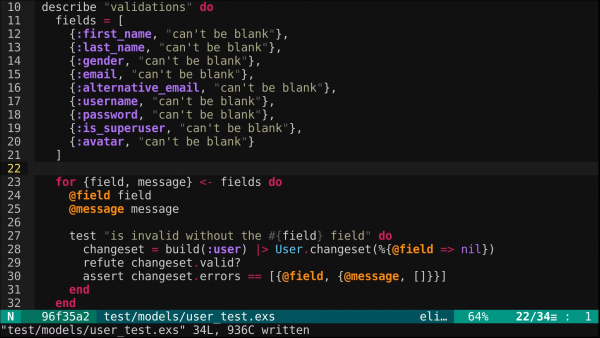 10 describe "validations" do
11   fields = [
12     {:first_name, "can't be blank"},
13     {:last_name, "can't be blank"},
14     {:gender, "can't be blank"},
15     {:email, "can't be blank"},
16     {:alternative_email, "can't be blank"},
17     {:username, "can't be blank"},
18     {:password, "can't be blank"},
19     {:is_superuser, "can't be blank"},
20     {:avatar, "can't be blank"}
21   ]
22
23   for {field, message} <- fields do
24     @field field
25     @message message
26
27     test "is invalid without the #{field} field" do
28       changeset = build(:user) |> User.changeset(%{@field => nil})
29       refute changeset.valid?
30       assert changeset.errors == [{@field, {@message, []}}]
31     end
32   end
N 96f35a2 test/models/user_test.exs eli… 64% 22/34≡ : 1
"test/models/user_test.exs" 34L, 936C written